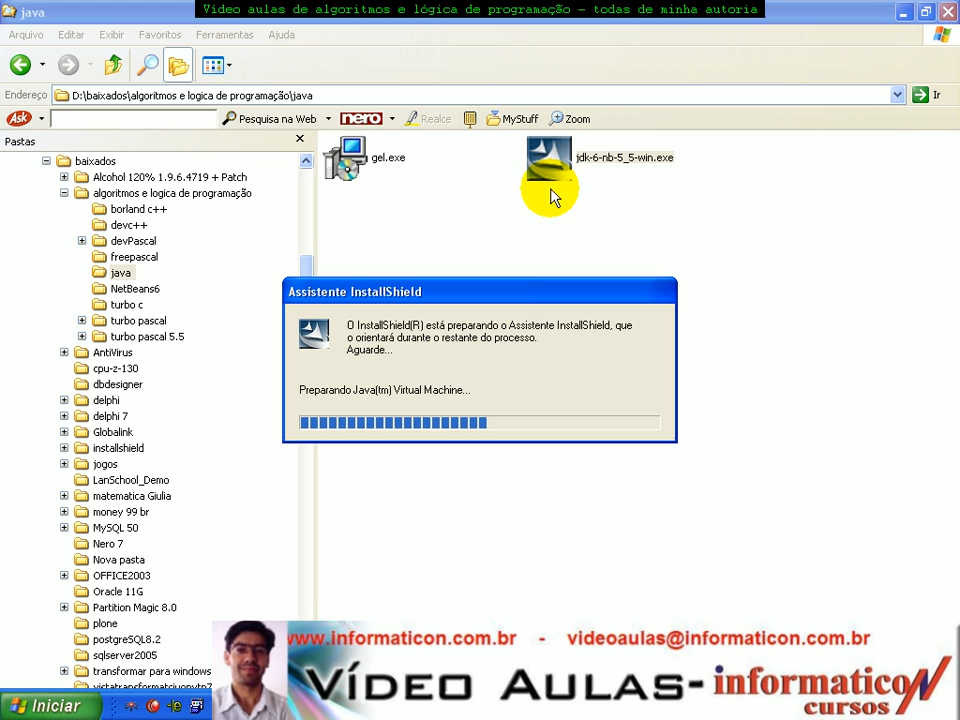 java
Vídeo aulas de algoritmos e lógica de programação - todas de minha autoria
Arquivo Editar Exibir Favoritos Ferramentas Ajuda
Endereço D:\baixados\algoritmos e logica de programação\java Ir
Ask Pesquisa na Web nero Realce MyStuff Zoom
Pastas
baixados
Alcohol 120% 1.9.6.4719 + Patch
algoritmos e logica de programação
borland c++
devc++
devPascal
freepascal
java
NetBeans6
turbo c
turbo pascal
turbo pascal 5.5
AntiVirus
cpu-z-130
dbdesigner
delphi
delphi 7
Globalink
installshield
jogos
LanSchool_Demo
matematica Giulia
money 99 br
MySQL 50
Nero 7
Nova pasta
OFFICE2003
Oracle 11G
Partition Magic 8.0
plone
postgreSQL8.2
sqlserver2005
transformar para windows
gel.exe
jdk-6-nb-5_5-win.exe
Assistente InstallShield
O InstallShield(R) está preparando o Assistente InstallShield, que
o orientará durante o restante do processo.
Aguarde...
Preparando Java(tm) Virtual Machine...
www.informaticon.com.br - videoaulas@informaticon.com.br
Vídeo Aulas-informaticon
cursos
Iniciar